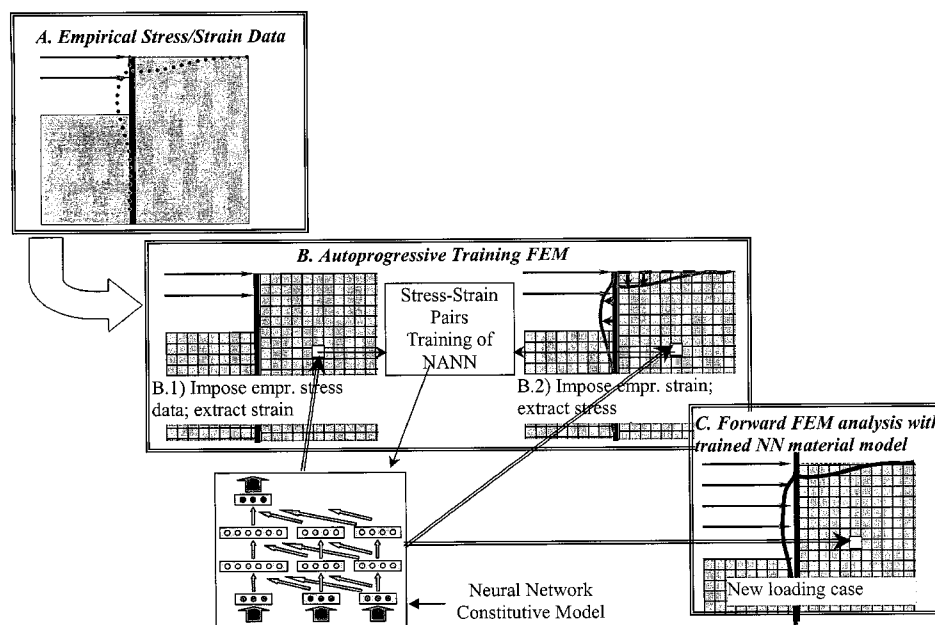 A. Empirical Stress/Strain Data
B. Autoprogressive Training FEM
Stress-Strain
Pairs
Training of
NANN
B.1) Impose empr. stress
data; extract strain
B.2) Impose empr. strain;
extract stress
C. Forward FEM analysis with
trained NN material model
New loading case
Neural Network
Constitutive Model